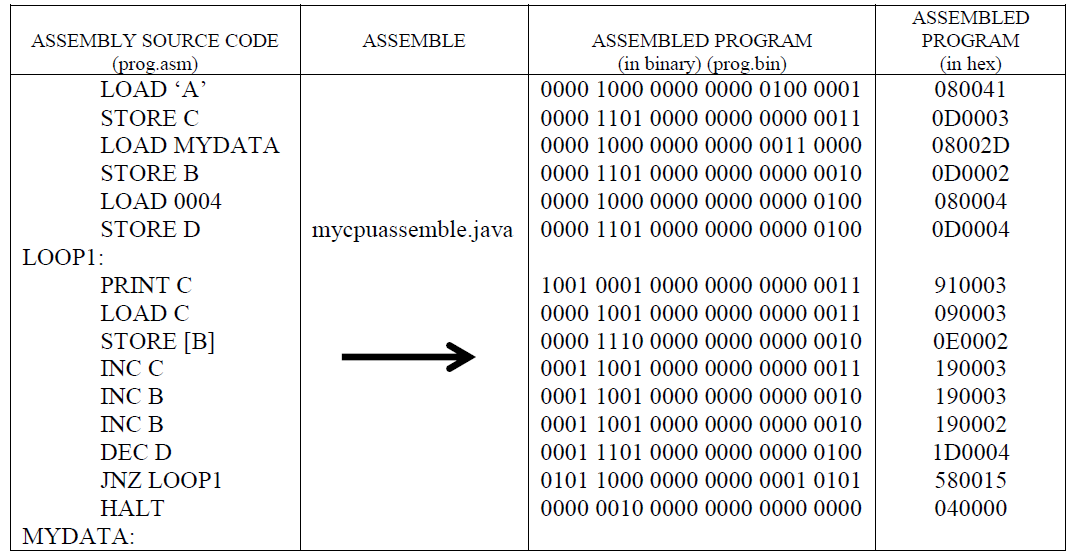 ASSEMBLY SOURCE CODE (prog.asm) ASSEMBLE ASSEMBLED PROGRAM (in binary) (prog.bin) ASSEMBLED PROGRAM (in hex)
LOAD ‘A’ 0000 1000 0000 0000 0100 0001 080041
STORE C 0000 1101 0000 0000 0000 0011 0D0003
LOAD MYDATA 0000 1000 0000 0000 0011 0000 08002D
STORE B 0000 1101 0000 0000 0000 0010 0D0002
LOAD 0004 0000 1000 0000 0000 0000 0100 080004
STORE D mycpuassemble.java 0000 1101 0000 0000 0000 0100 0D0004
LOOP1:
PRINT C 1001 0001 0000 0000 0000 0011 910003
LOAD C 0000 1001 0000 0000 0000 0011 090003
STORE [B] 0000 1110 0000 0000 0000 0010 0E0002
INC C 0001 1001 0000 0000 0000 0011 190003
INC B 0001 1001 0000 0000 0000 0010 190003
INC B 0001 1001 0000 0000 0000 0010 190002
DEC D 0001 1101 0000 0000 0000 0100 1D0004
JNZ LOOP1 0101 1000 0000 0000 0001 0101 580015
HALT 0000 0010 0000 0000 0000 0000 040000
MYDATA: